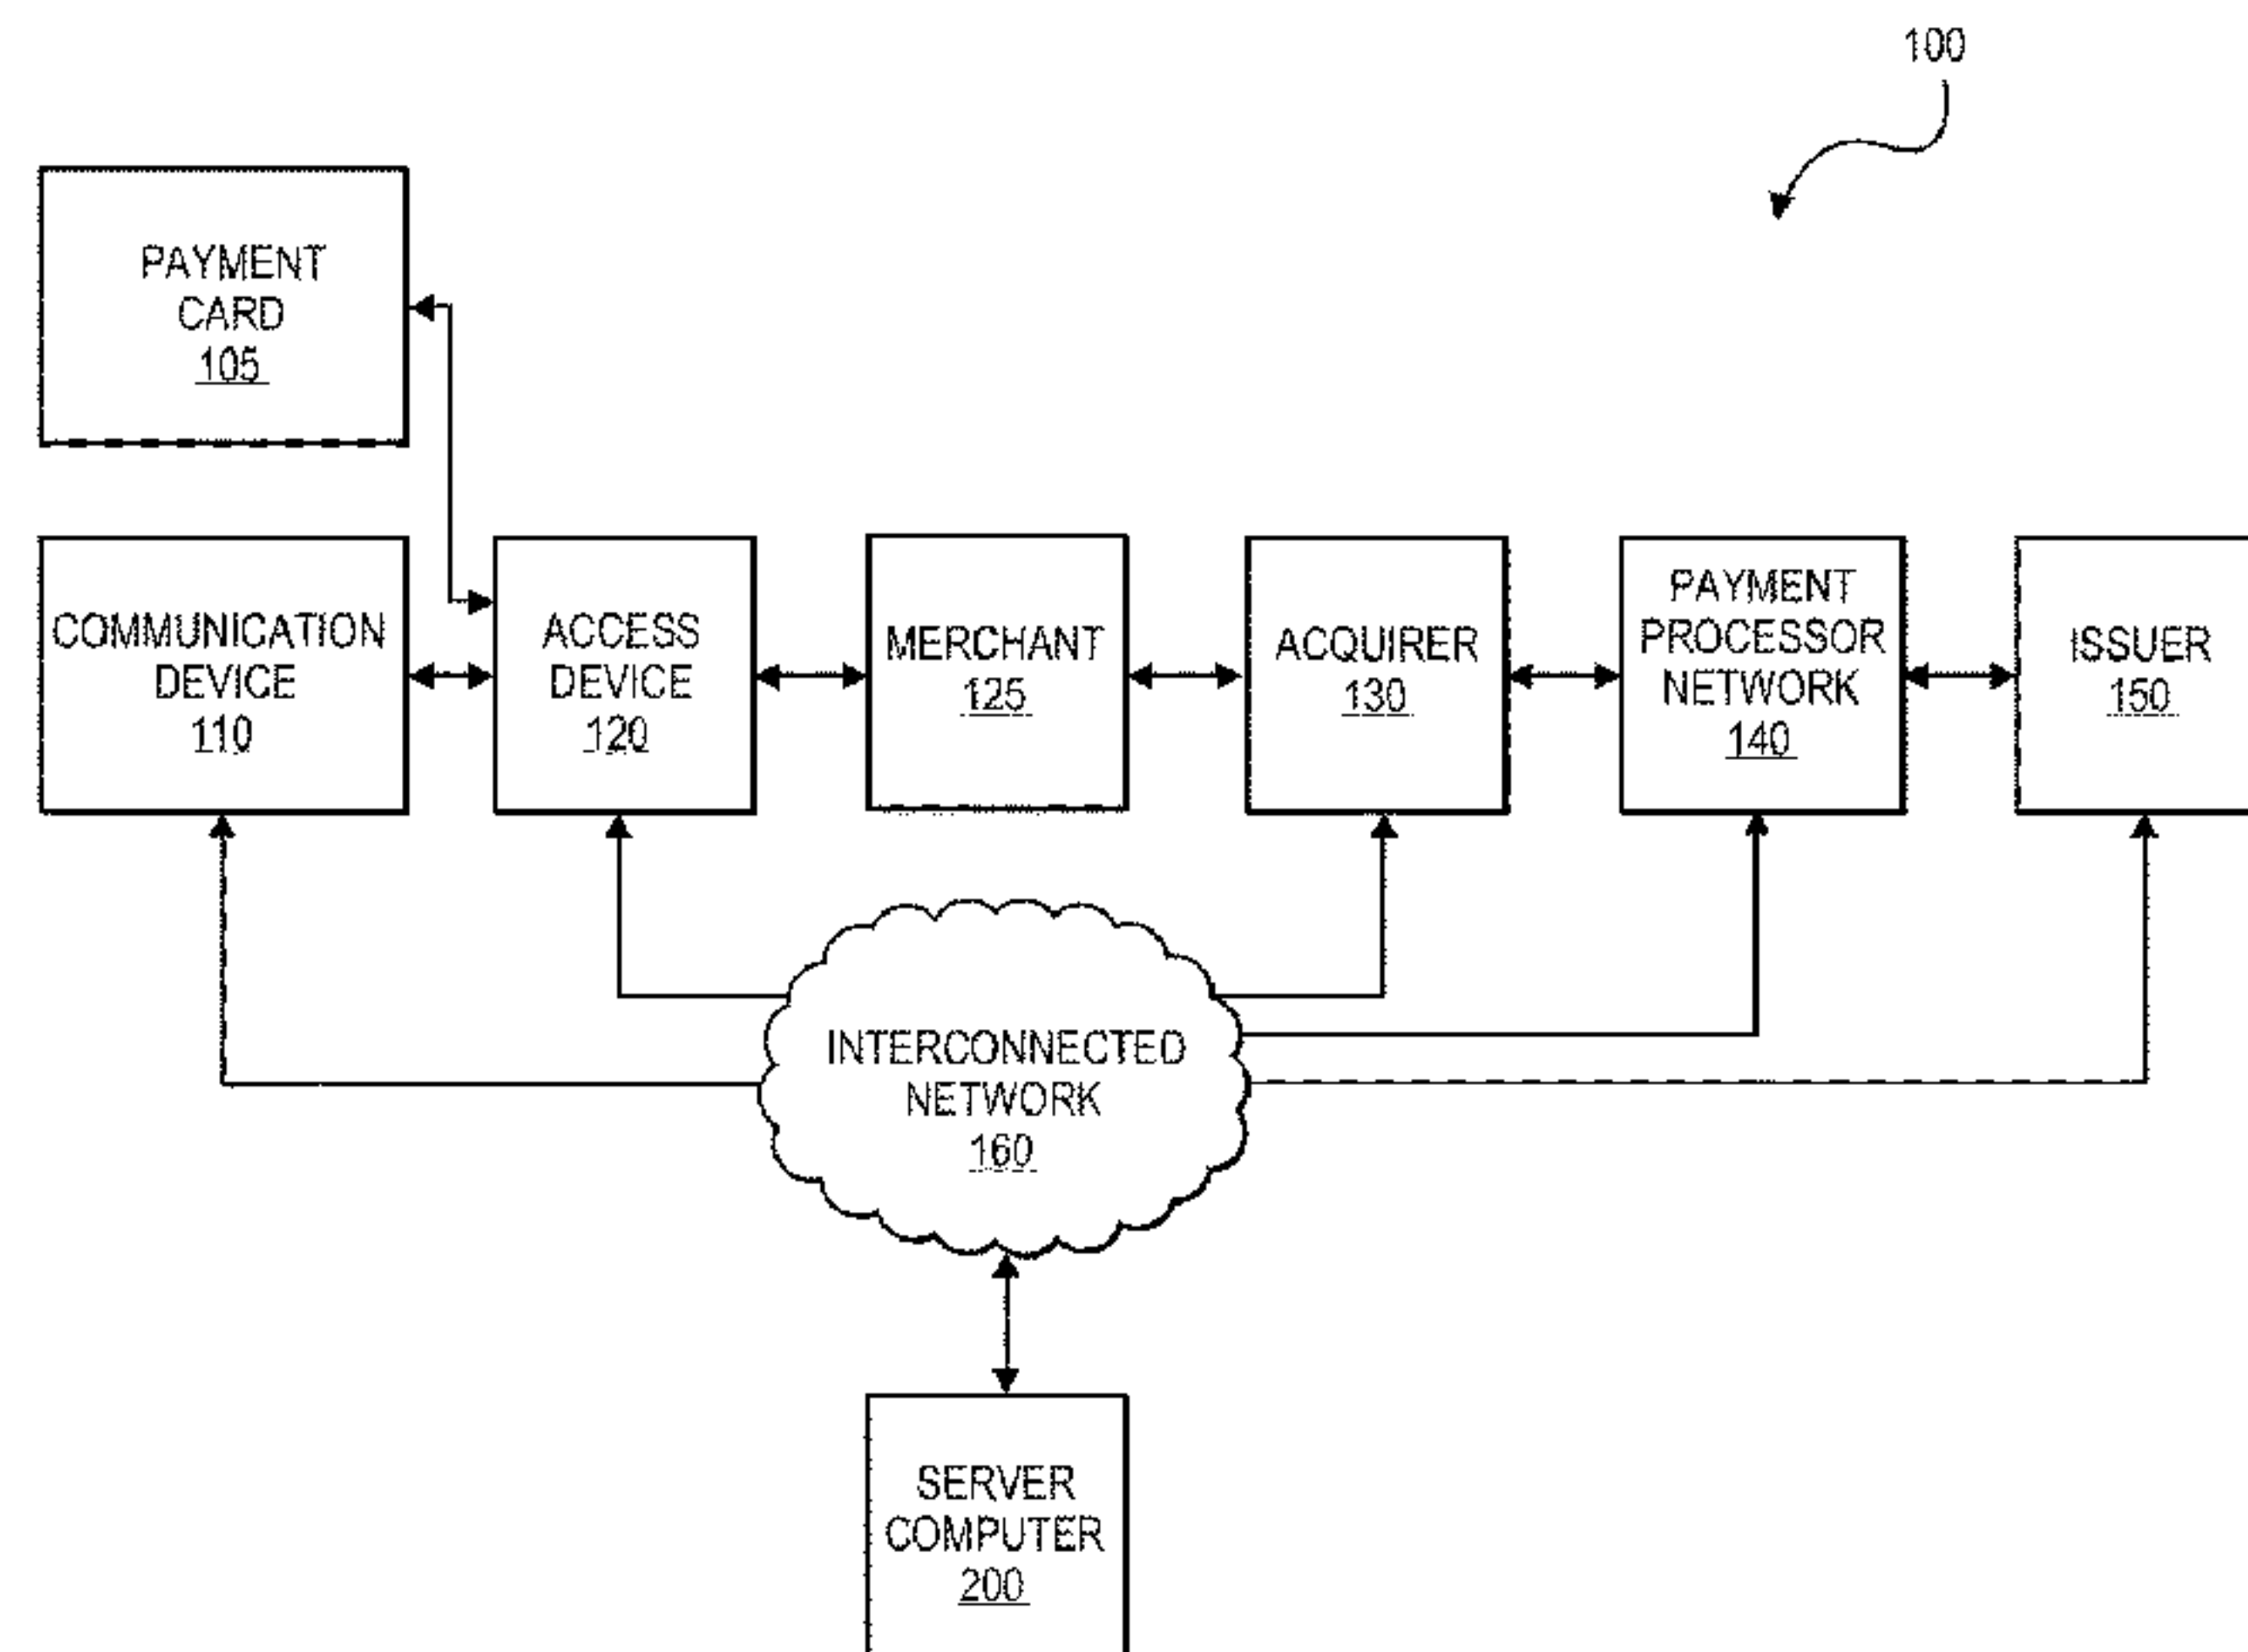 100
PAYMENT
CARD
105
COMMUNICATION
DEVICE
110
ACCESS
DEVICE
120
MERCHANT
125
ACQUIRER
130
PAYMENT
PROCESSOR
NETWORK
140
ISSUER
150
INTERCONNECTED
NETWORK
160
SERVER
COMPUTER
200